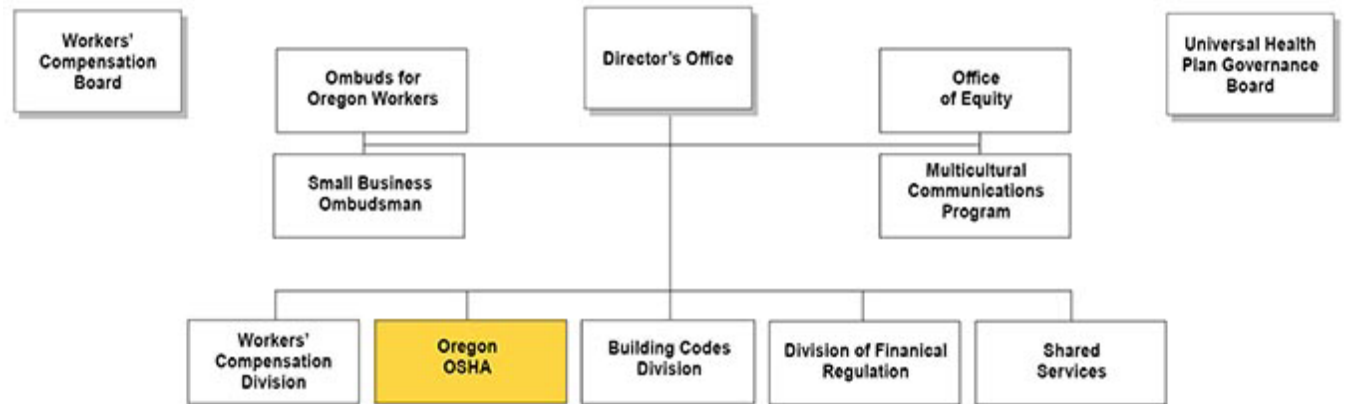 Workers'
Compensation
Board
Ombuds for
Oregon Workers
Director's Office
Office
of Equity
Universal Health
Plan Governance
Board
Small Business
Ombudsman
Multicultural
Communications
Program
Workers'
Compensation
Division
Oregon
OSHA
Building Codes
Division
Division of Finanical
Regulation
Shared
Services